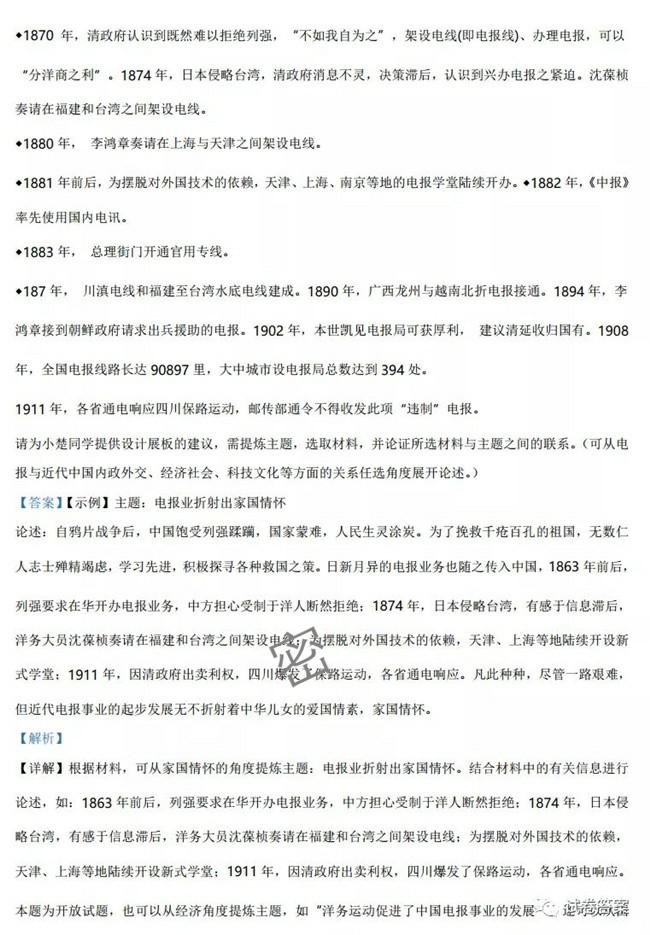 ◆1870 年，清政府认识到既然难以拒绝列强，“不如我自为之”，架设电线(即电报线)、办理电报，可以
“分洋商之利”。1874 年，日本侵略台湾，清政府消息不灵，决策滞后，认识到兴办电报之紧迫。沈葆桢
奏请在福建和台湾之间架设电线。
◆1880 年， 李鸿章奏请在上海与天津之间架设电线。
◆1881 年前后，为摆脱对外国技术的依赖，天津、上海、南京等地的电报学堂陆续开办。◆1882 年，《中报》
率先使用国内电讯。
◆1883 年， 总理街门开通官用专线。
◆187 年， 川滇电线和福建至台湾水底电线建成。1890 年，广西龙州与越南北折电报接通。1894 年，李
鸿章接到朝鲜政府请求出兵援助的电报。1902 年，本世凯见电报局可获厚利， 建议清延收归国有。1908
年，全国电报线路长达 90897 里，大中城市设电报局总数达到 394 处。
1911 年，各省通电响应四川保路运动，邮传部通令不得收发此项“违制”电报。
请为小楚同学提供设计展板的建议，需提炼主题，选取材料，并论证所选材料与主题之间的联系。（可从电
报与近代中国内政外交、经济社会、科技文化等方面的关系任选角度展开论述。）
【答案】【示例】主题：电报业折射出家国情怀
论述：自鸦片战争后，中国饱受列强蹂躏，国家蒙难，人民生灵涂炭。为了挽救千疮百孔的祖国，无数仁
人志士殚精竭虑，学习先进，积极探寻各种救国之策。日新月异的电报业务也随之传入中国，1863 年前后，
列强要求在华开办电报业务，中方担心受制于洋人断然拒绝；1874 年，日本侵略台湾，有感于信息滞后，
洋务大员沈葆桢奏请在福建和台湾之间架设电线；为摆脱对外国技术的依赖，天津、上海等地陆续开设新
式学堂；1911 年，因清政府出卖利权，四川爆发了保路运动，各省通电响应。凡此种种，尽管一路艰难，
但近代电报事业的起步发展无不折射着中华儿女的爱国情素，家国情怀。
密
【解析】
【详解】根据材料，可从家国情怀的角度提炼主题：电报业折射出家国情怀。结合材料中的有关信息进行
论述，如：1863 年前后，列强要求在华开办电报业务，中方担心受制于洋人断然拒绝；1874 年，日本侵
略台湾，有感于信息滞后，洋务大员沈葆桢奏请在福建和台湾之间架设电线；为摆脱对外国技术的依赖，
天津、上海等地陆续开设新式学堂；1911 年，因清政府出卖利权，四川爆发了保路运动，各省通电响应。
本题为开放试题，也可以从经济角度提炼主题，如“洋务运动促进了中国电报事业的发展
试卷答案